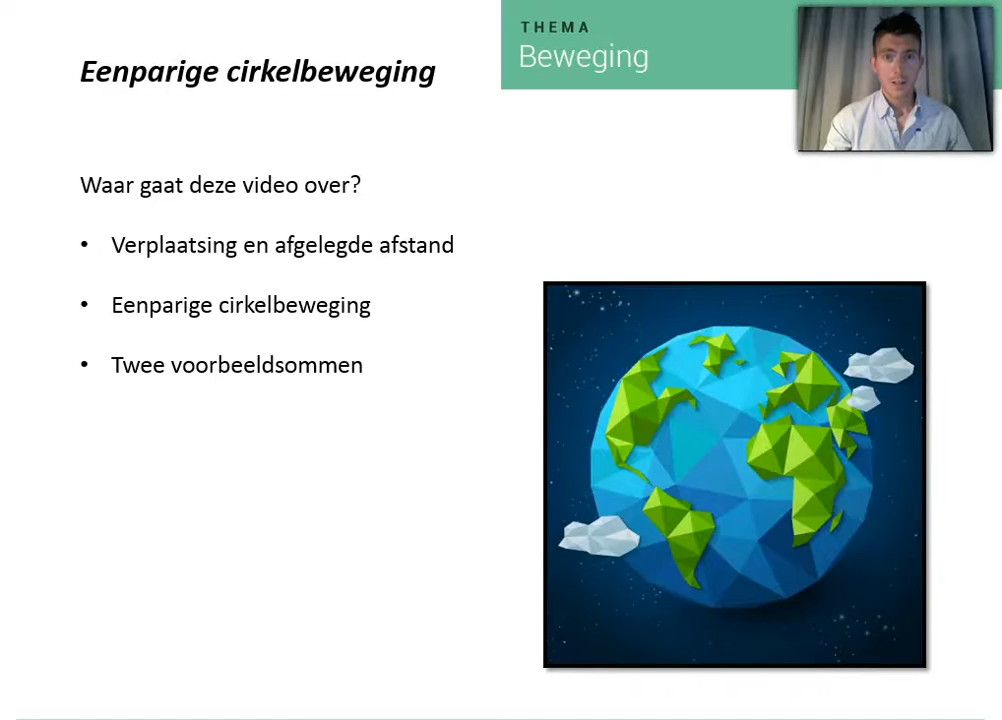 THEMA
Beweging
Eenparige cirkelbeweging
Waar gaat deze video over?
• Verplaatsing en afgelegde afstand
• Eenparige cirkelbeweging
• Twee voorbeeldsommen